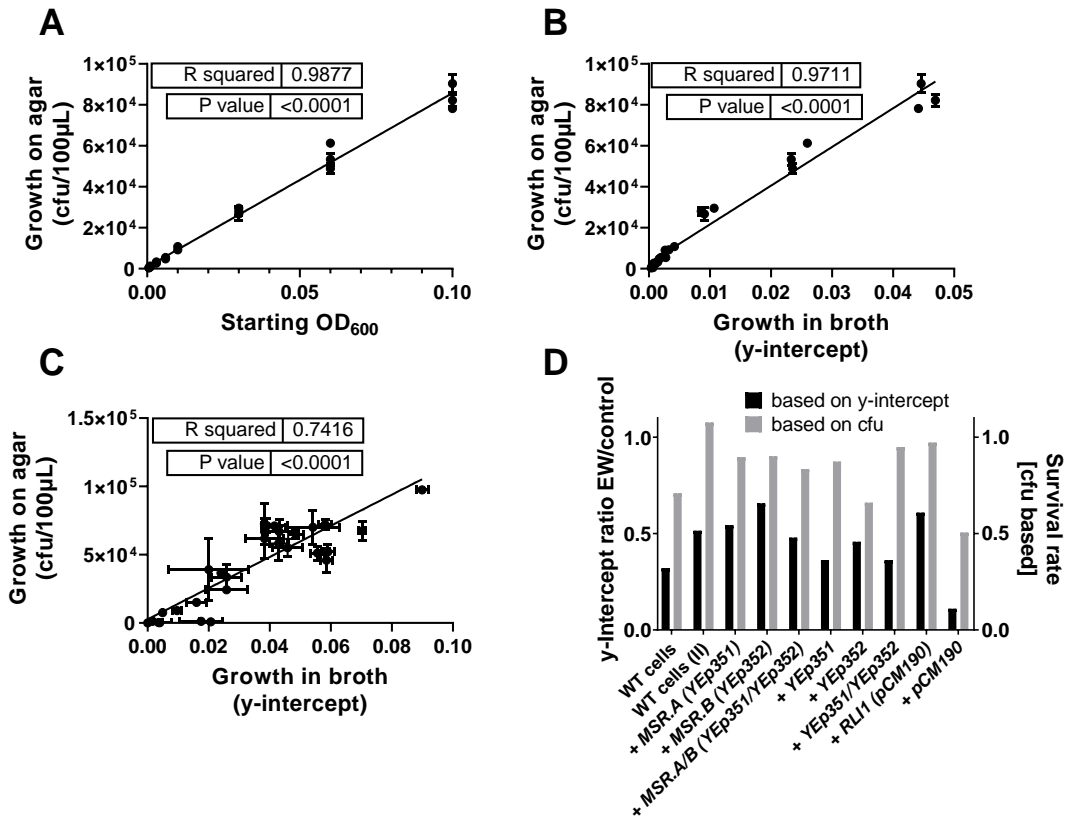 A
Growth on agar
(cfu/100µL)
1×10⁵
8×10⁴
6×10⁴
4×10⁴
2×10⁴
0
R squared 0.9877
P value <0.0001
0.00 0.05 0.10
Starting OD₆₀₀
B
Growth on agar
(cfu/100µL)
1×10⁵
8×10⁴
6×10⁴
4×10⁴
2×10⁴
0
R squared 0.9711
P value <0.0001
0.00 0.01 0.02 0.03 0.04 0.05
Growth in broth
(y-intercept)
C
Growth on agar
(cfu/100µL)
1.5×10⁵
1×10⁵
5×10⁴
0
R squared 0.7416
P value <0.0001
0.00 0.02 0.04 0.06 0.08 0.10
Growth in broth
(y-intercept)
D
y-Intercept ratio EW/control
based on y-intercept
based on cfu
1.0
0.5
0.0
1.0
0.5
0.0
Survival rate
[cfu based]
WT cells
WT cells (II)
+ MSR.A (YEp351)
+ MSR.B (YEp352)
+ MSR.A/B (YEp351/YEp352)
+ YEp351
+ YEp352
+ YEp351/YEp352
+ RLI1 (pCM190)
+ pCM190